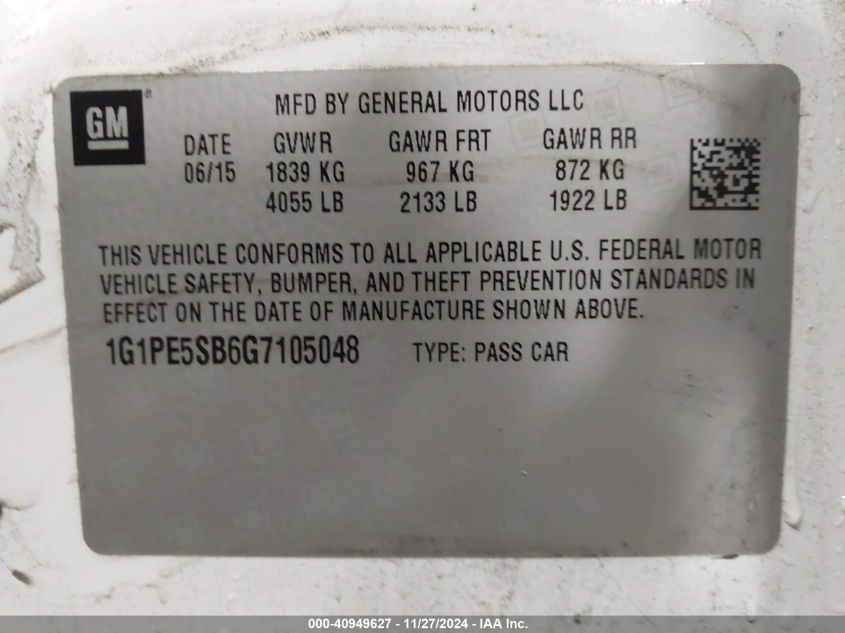 GM ®
MFD BY GENERAL MOTORS LLC
DATE GVWR GAWR FRT GAWR RR
06/15 1839 KG 967 KG 872 KG
4055 LB 2133 LB 1922 LB
THIS VEHICLE CONFORMS TO ALL APPLICABLE U.S. FEDERAL MOTOR
VEHICLE SAFETY, BUMPER, AND THEFT PREVENTION STANDARDS IN
EFFECT ON THE DATE OF MANUFACTURE SHOWN ABOVE.
1G1PE5SB6G7105048 TYPE: PASS CAR
000-40949627 - 11/27/2024 - IAA Inc.